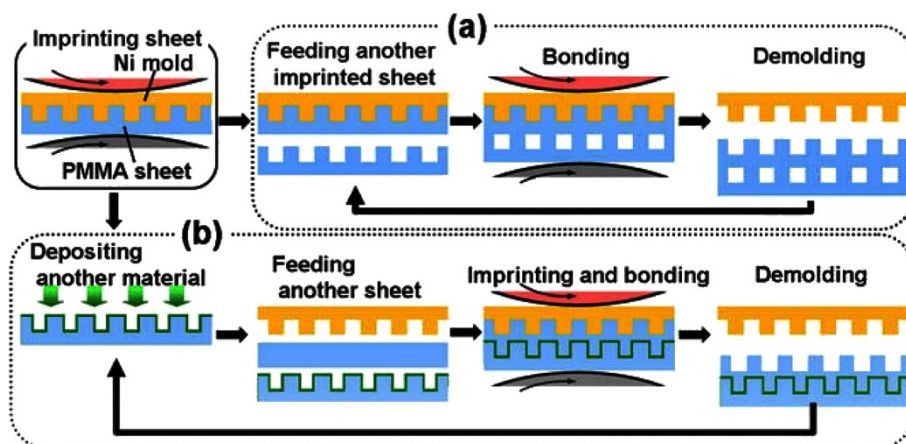 Imprinting sheet
Ni mold
PMMA sheet
(a)
Feeding another
imprinted sheet
Bonding
Demolding
(b)
Depositing
another material
Feeding
another sheet
Imprinting and bonding
Demolding